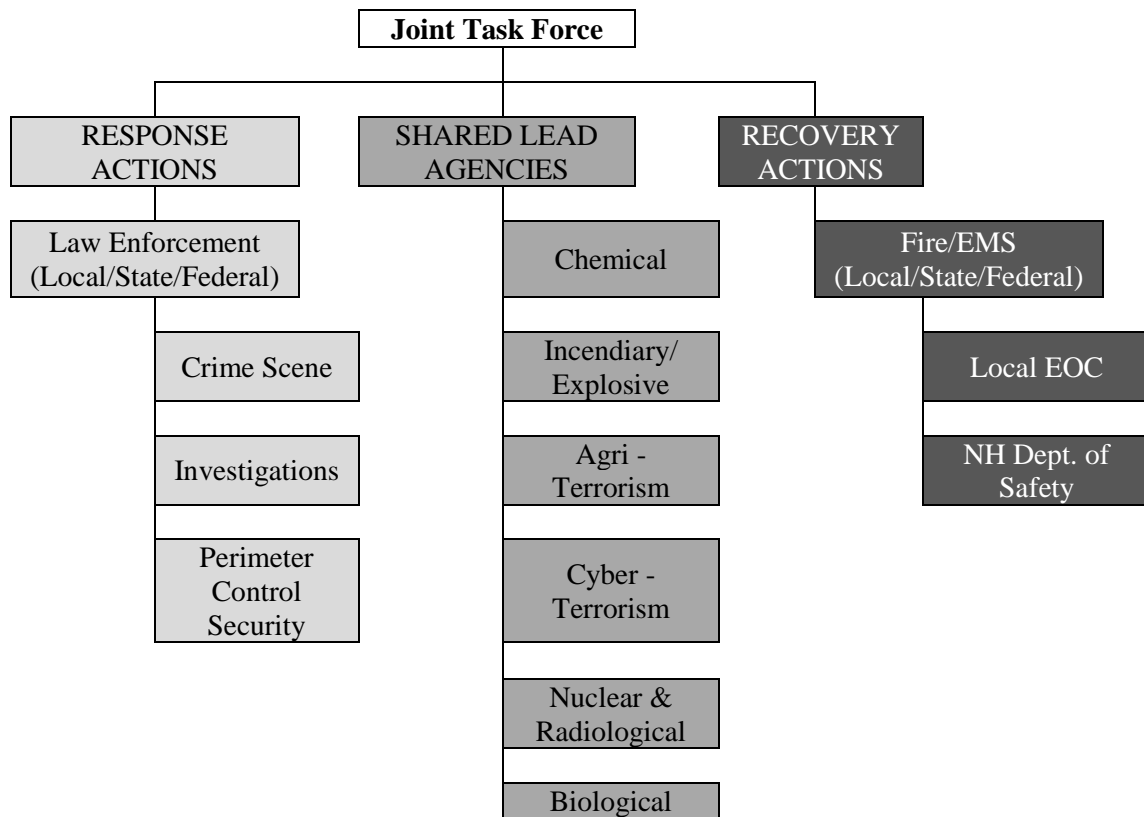 Joint Task Force
RESPONSE
ACTIONS
SHARED LEAD
AGENCIES
RECOVERY
ACTIONS
Law Enforcement
(Local/State/Federal)
Chemical
Fire/EMS
(Local/State/Federal)
Crime Scene
Incendiary/
Explosive
Local EOC
Investigations
Agri -
Terrorism
NH Dept. of
Safety
Perimeter
Control
Security
Cyber -
Terrorism
Nuclear &
Radiological
Biological